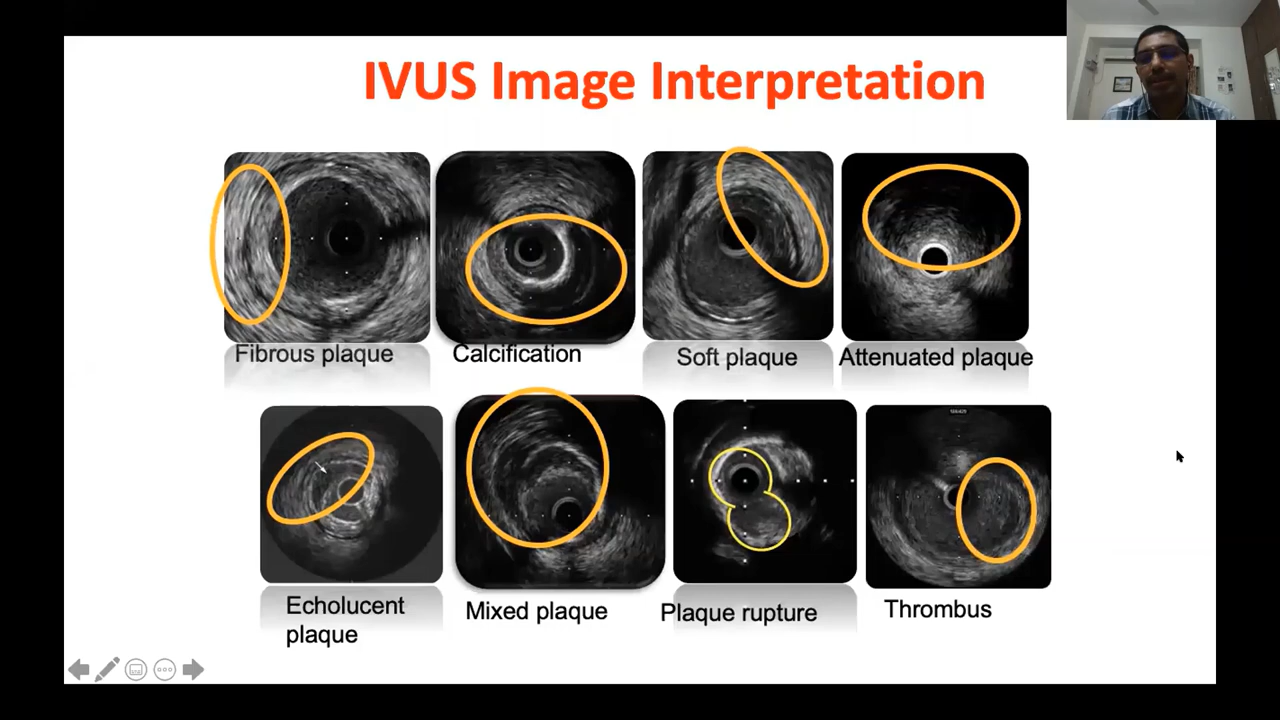 IVUS Image Interpretation
Fibrous plaque
Calcification
Soft plaque
Attenuated plaque
Echolucent
plaque
Mixed plaque
Plaque rupture
Thrombus